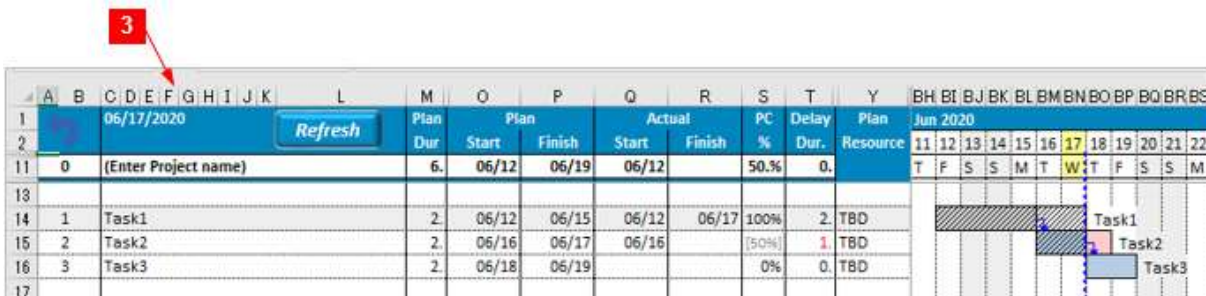 3
A B C D E F G H I J K L M O P Q R S T Y BH BI BJ BK BL BM BN BO BP BQ BR BS
1 06/17/2020 Refresh Plan Plan Actual PC Delay Plan Jun 2020
2 Dur Start Finish Start Finish % Dur. Resource 11 12 13 14 15 16 17 18 19 20 21 22
11 0 (Enter Project name) 6. 06/12 06/19 06/12 50.% 0. T F S S M T W T F S S M
13
14 1 Task1 2. 06/12 06/15 06/12 06/17 100% 2. TBD Task1
15 2 Task2 2. 06/16 06/17 06/16 [50%] 1. TBD Task2
16 3 Task3 2. 06/18 06/19 0% 0. TBD Task3
17